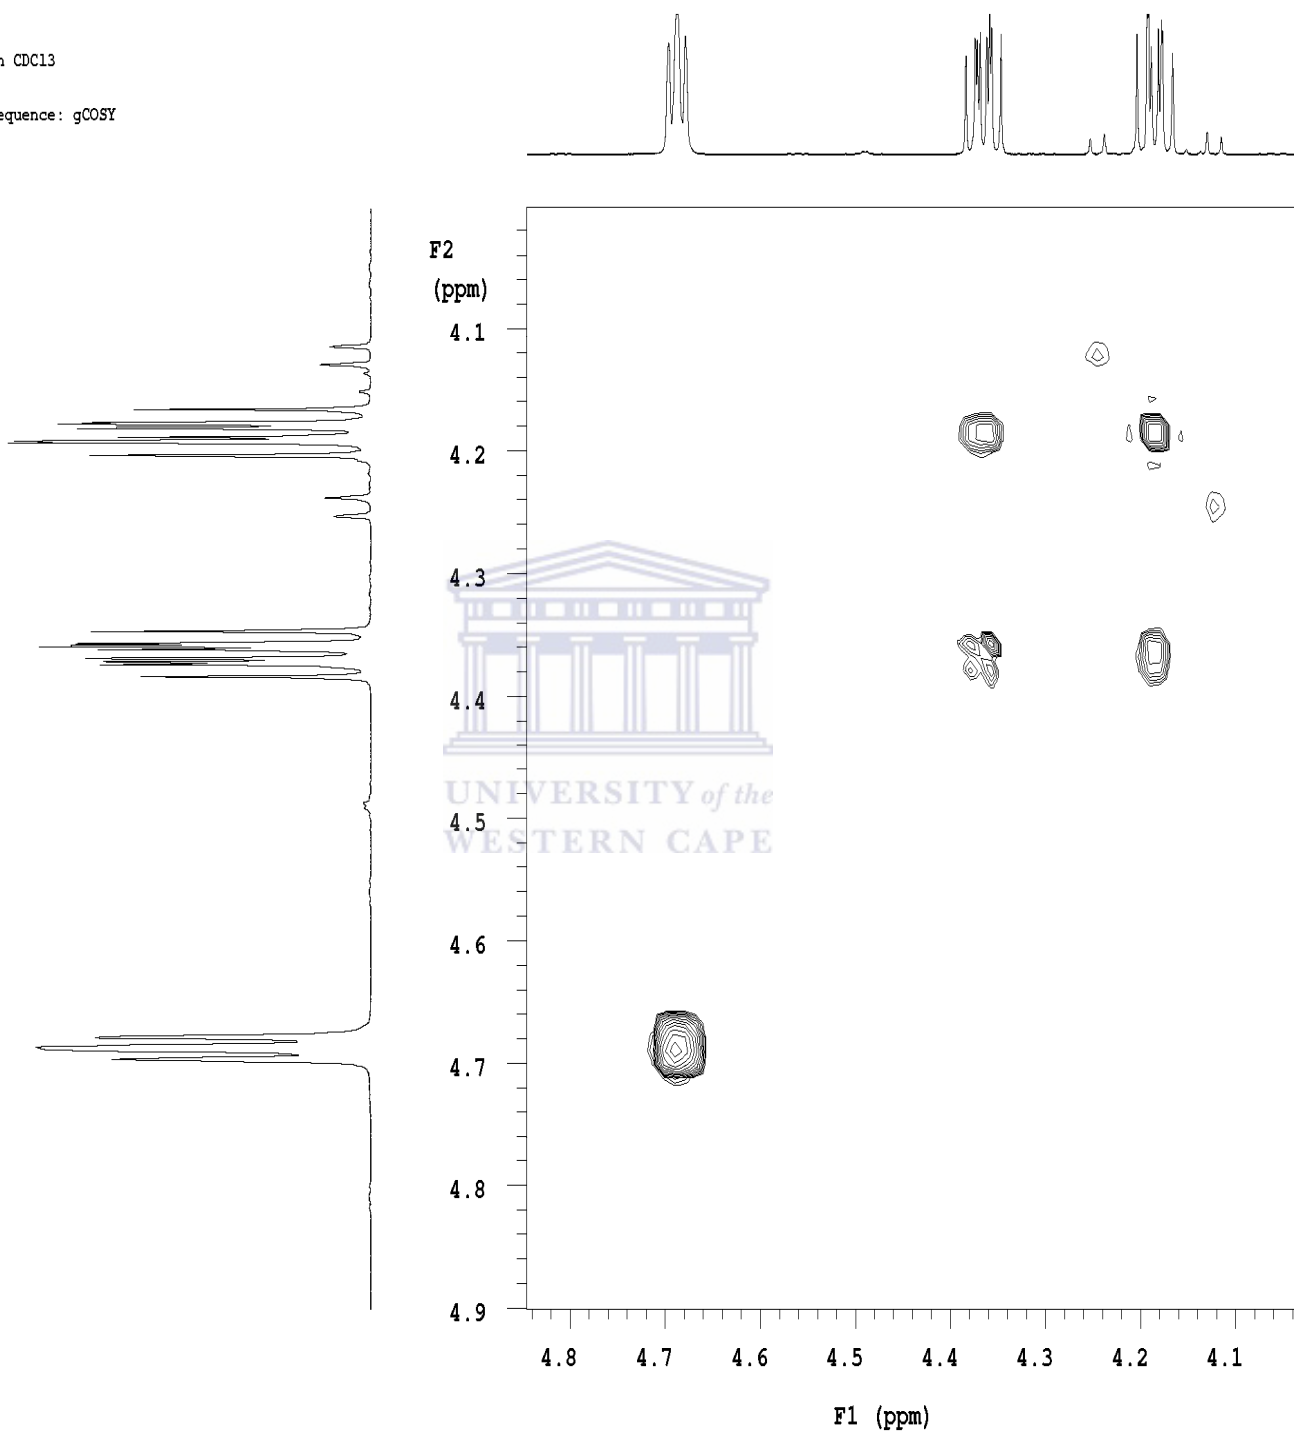 n CDCl3
equence: gCOSY
F2
(ppm)
4.1
4.2
4.3
4.4
4.5
4.6
4.7
4.8
4.9
UNIVERSITY of the
WESTERN CAPE
4.8 4.7 4.6 4.5 4.4 4.3 4.2 4.1
F1 (ppm)